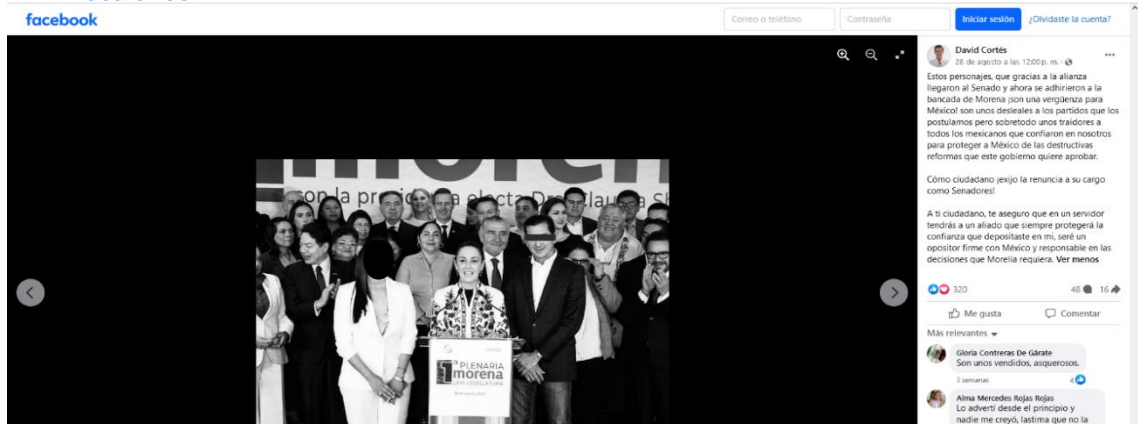 facebook
Correo o teléfono
Contraseña
Iniciar sesión
¿Olvidaste la cuenta?
morena
con la presidenta electa Dra. Claudia Sh
1ª PLENARIA
morena
LXVI LEGISLATURA
David Cortés
28 de agosto a las 12:00 p. m. ·
Estos personajes, que gracias a la alianza
llegaron al Senado y ahora se adhirieron a la
bancada de Morena ¡son una vergüenza para
México! son unos desleales a los partidos que los
postulamos pero sobretodo unos traidores a
todos los mexicanos que confiaron en nosotros
para proteger a México de las destructivas
reformas que este gobierno quiere aprobar.
Cómo ciudadano ¡exijo la renuncia a su cargo
como Senadores!
A ti ciudadano, te aseguro que en un servidor
tendrás a un aliado que siempre protegerá la
confianza que depositaste en mi, seré un
opositor firme con México y responsable en las
decisiones que Morelia requiera. Ver menos
320
48
16
Me gusta
Comentar
Más relevantes
Gloria Contreras De Gárate
Son unos vendidos, asquerosos.
3 semanas
4
Alma Mercedes Rojas Rojas
Lo advertí desde el principio y
nadie me creyó, lastima que no la